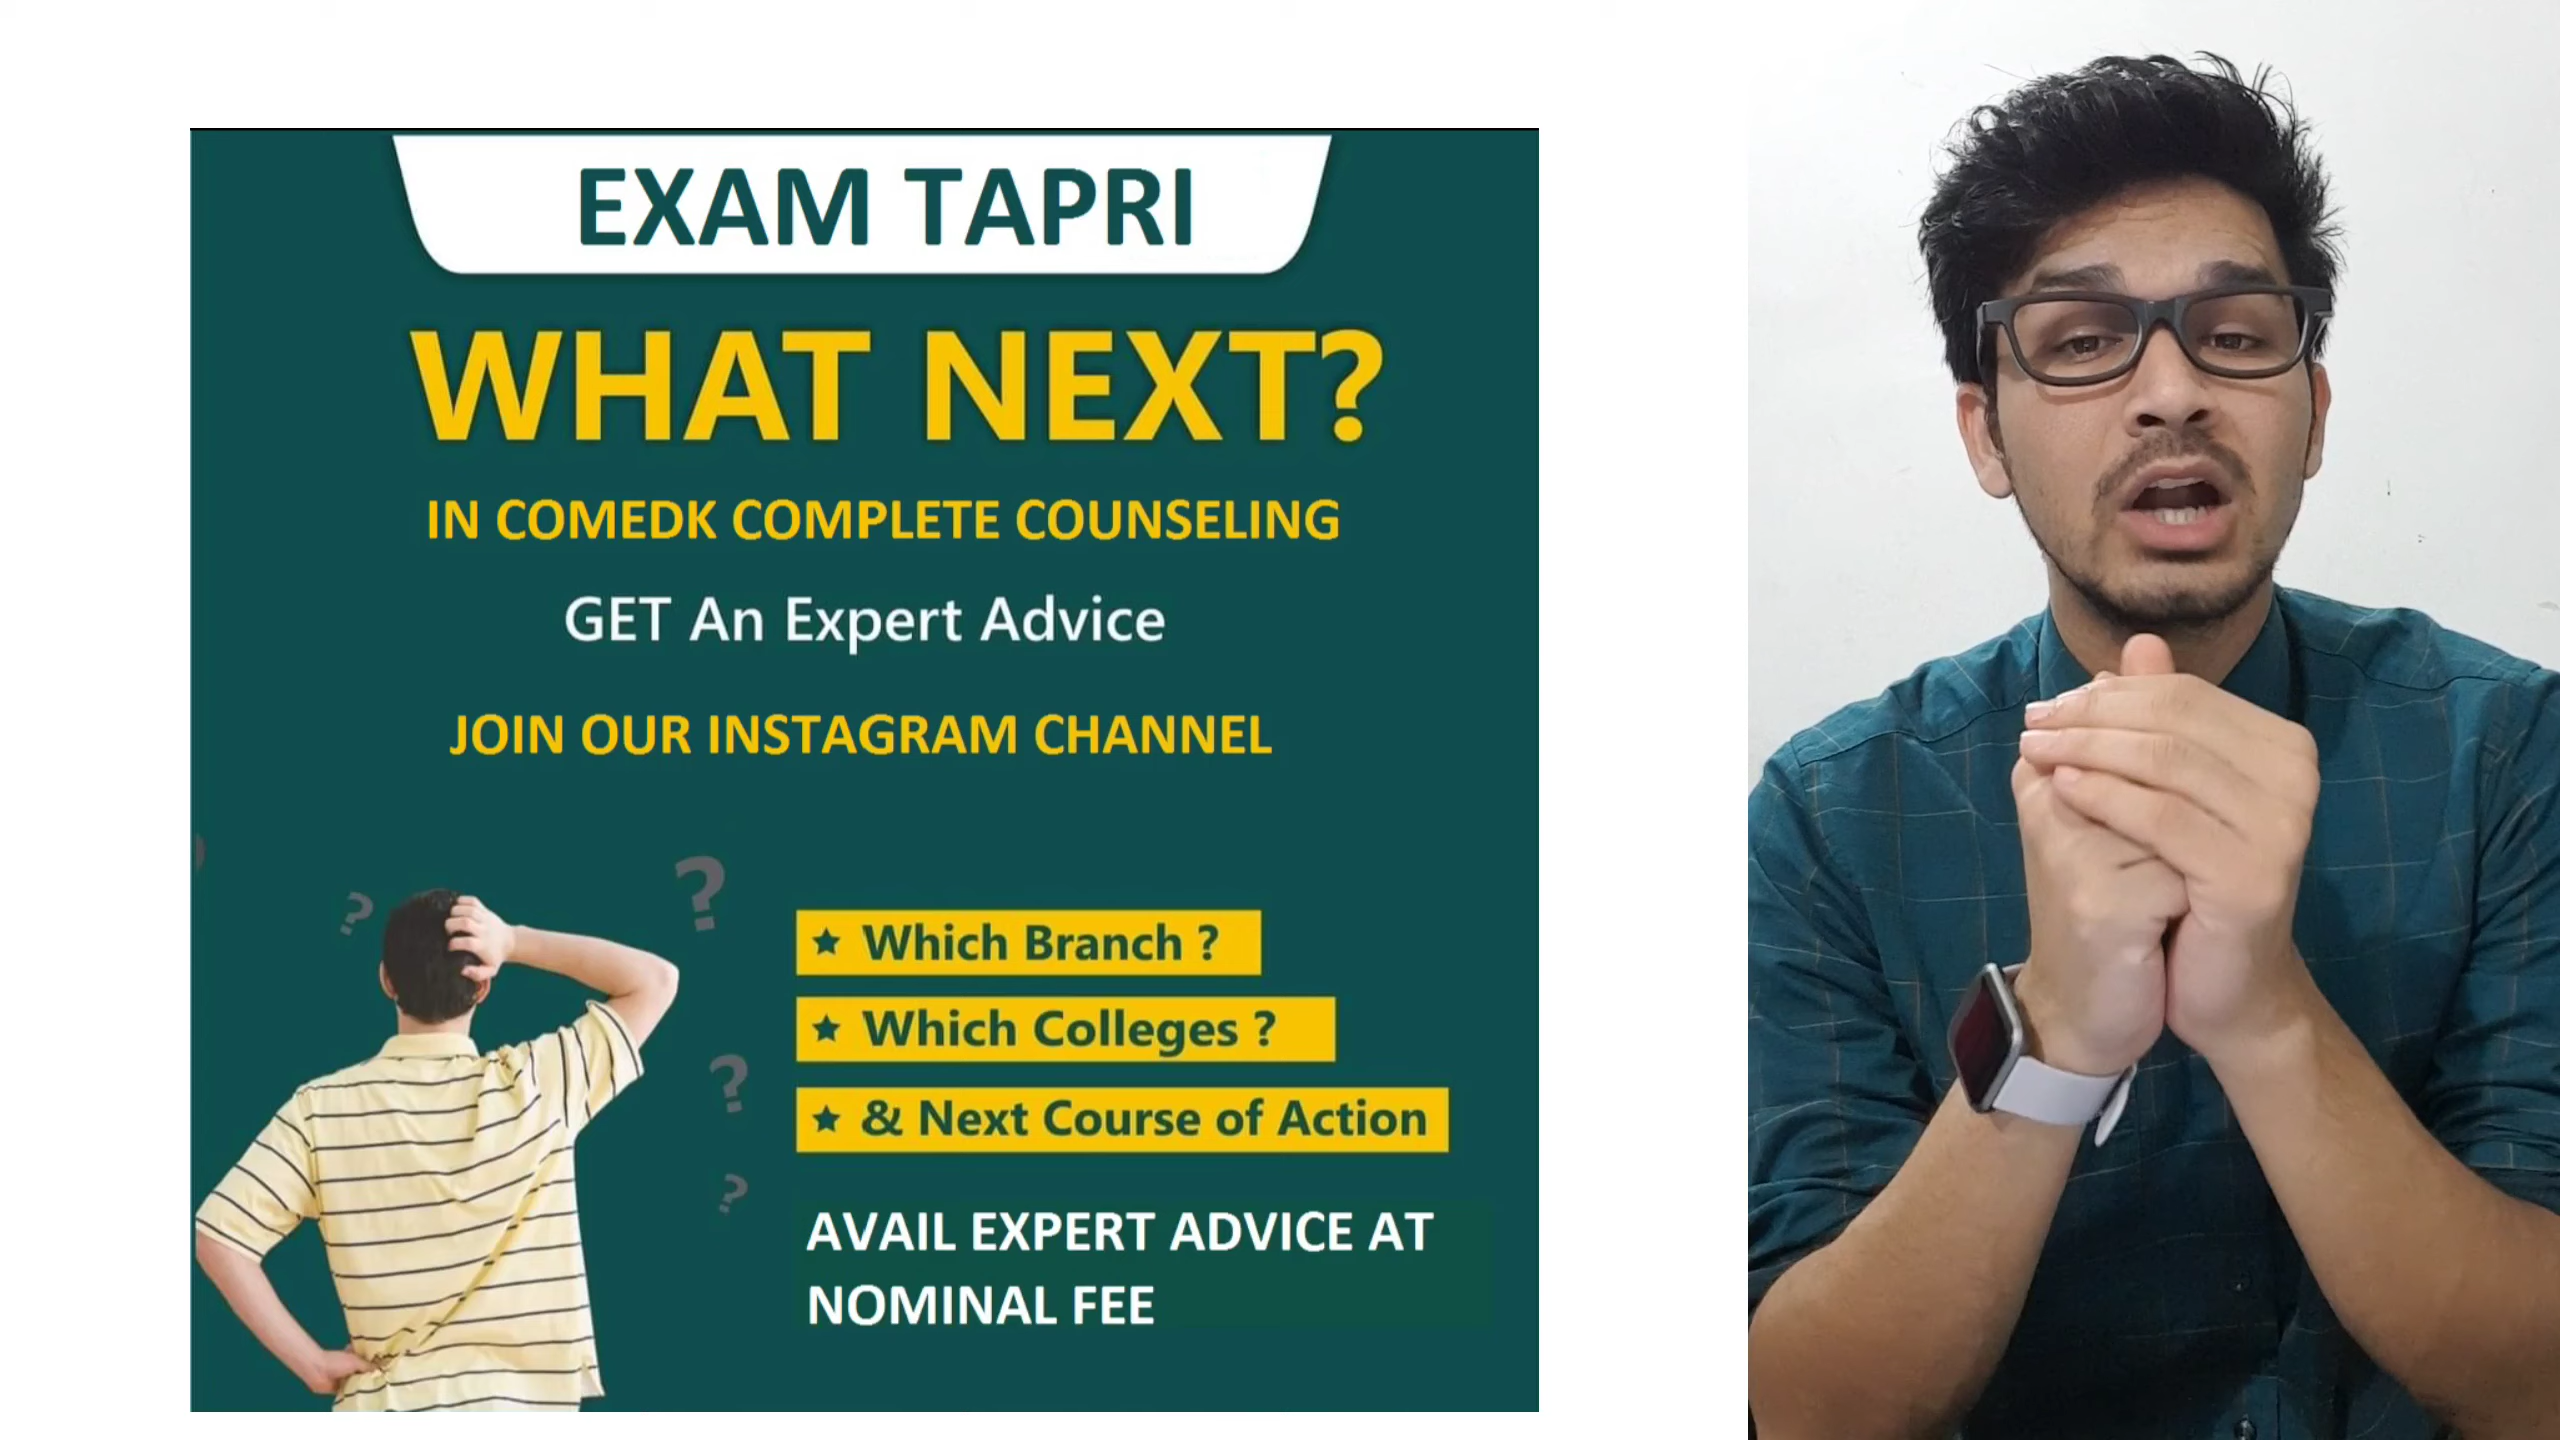 EXAM TAPRI
WHAT NEXT?
IN COMEDK COMPLETE COUNSELING
GET An Expert Advice
JOIN OUR INSTAGRAM CHANNEL
★ Which Branch ?
★ Which Colleges ?
★ & Next Course of Action
AVAIL EXPERT ADVICE AT
NOMINAL FEE